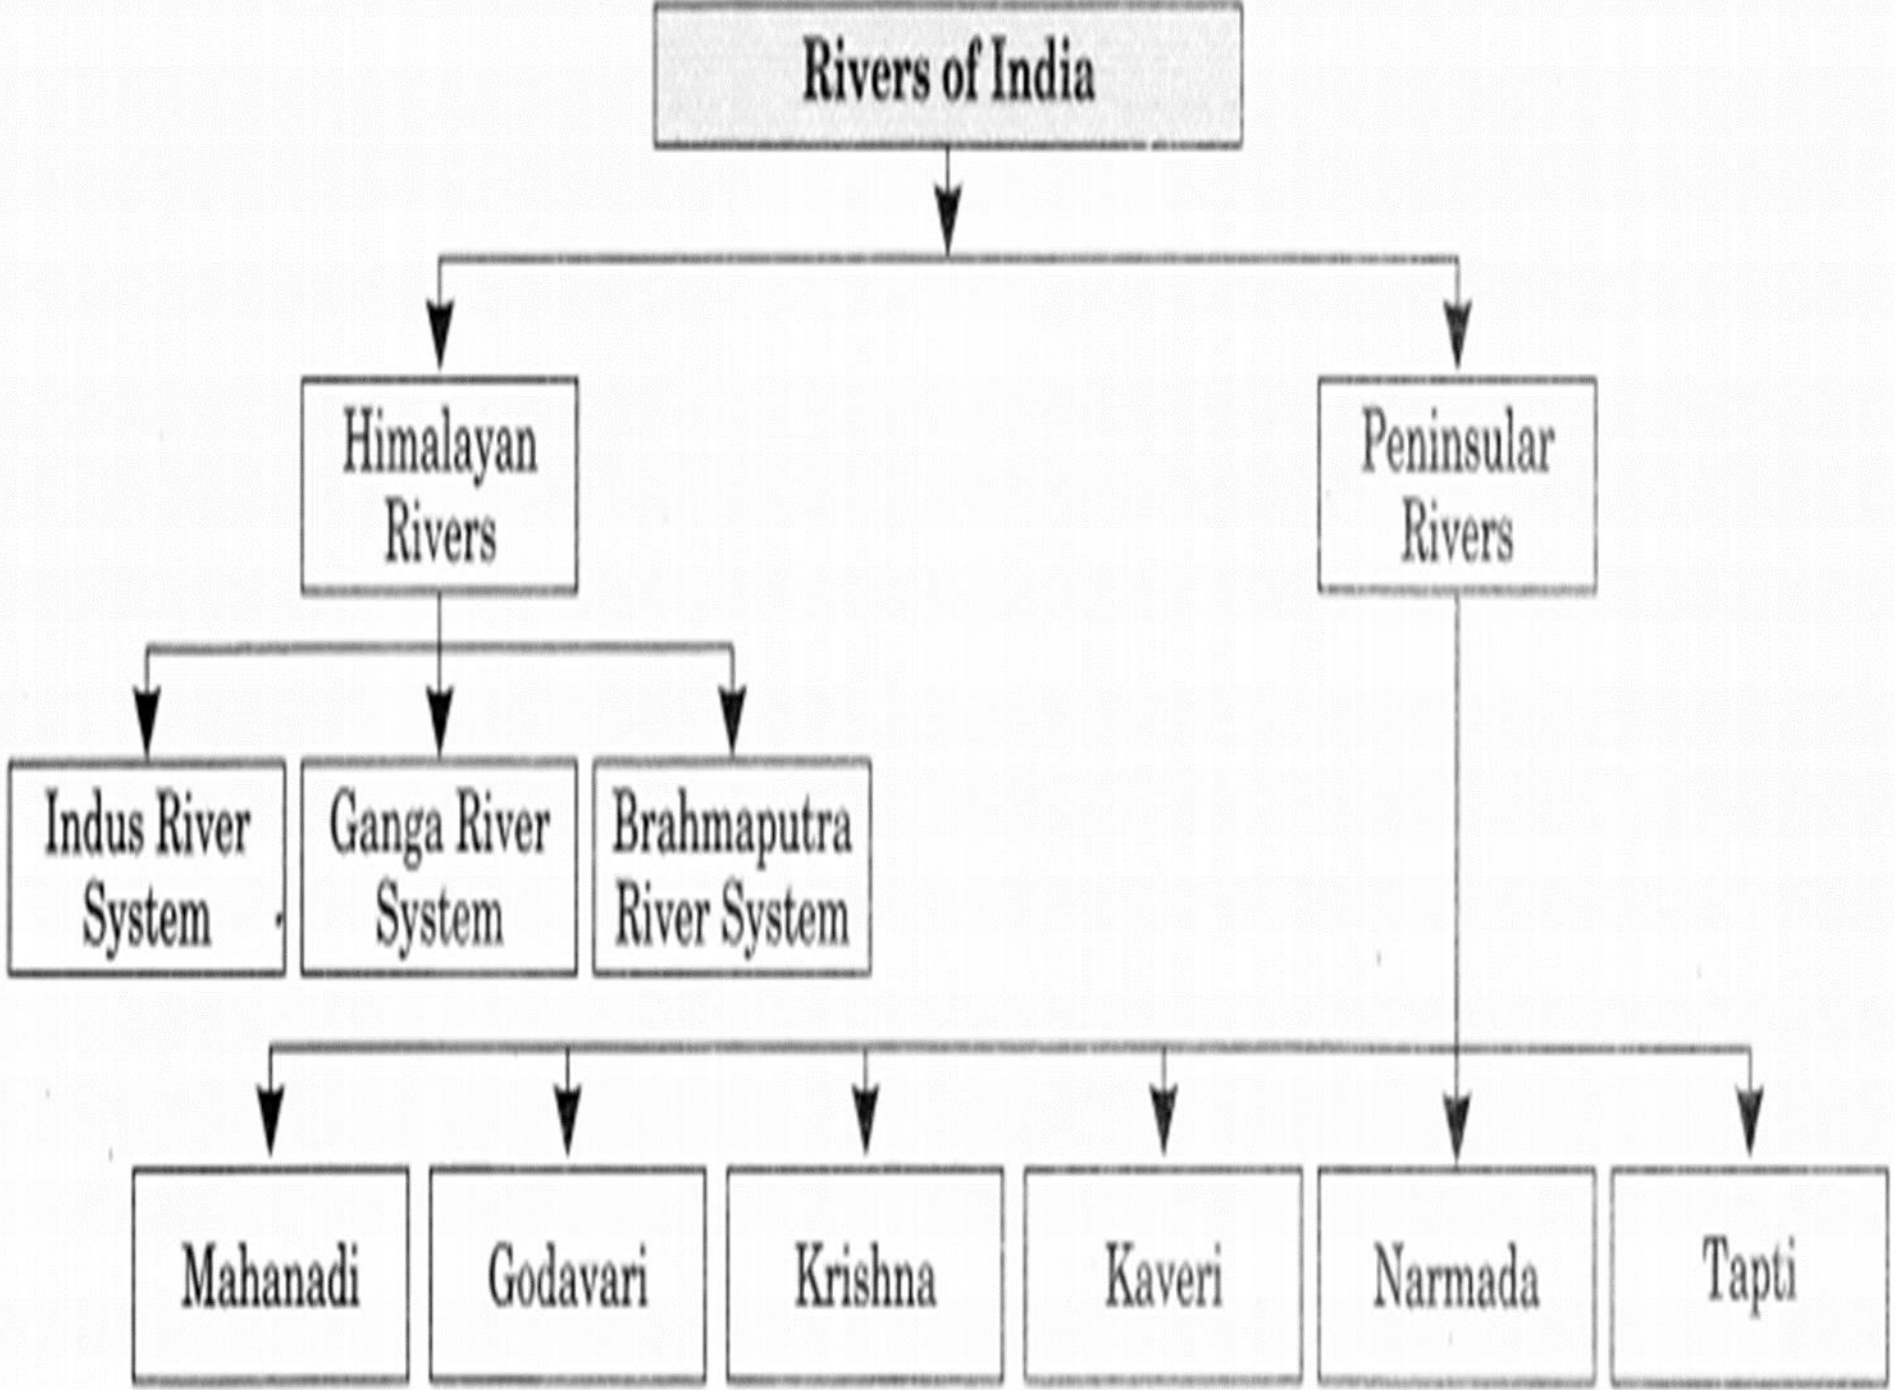 Rivers of India
Himalayan
Rivers
Peninsular
Rivers
Indus River
System
Ganga River
System
Brahmaputra
River System
Mahanadi
Godavari
Krishna
Kaveri
Narmada
Tapti